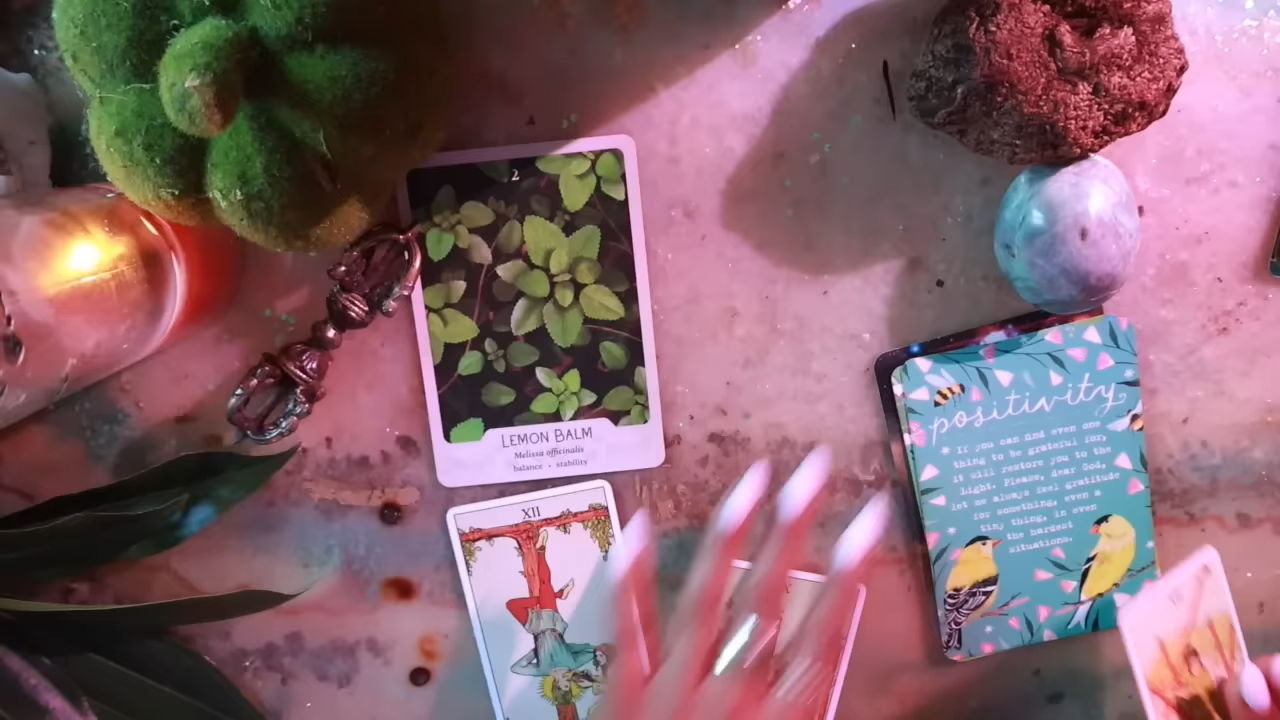 2
LEMON BALM
Melissa officinalis
balance • stability
XII
positivity
If you can find even one
thing to be grateful for,
it will restore you to the
Light. Please, dear God,
let me always feel gratitude
for something, even a
tiny thing, in even
the hardest
situations.